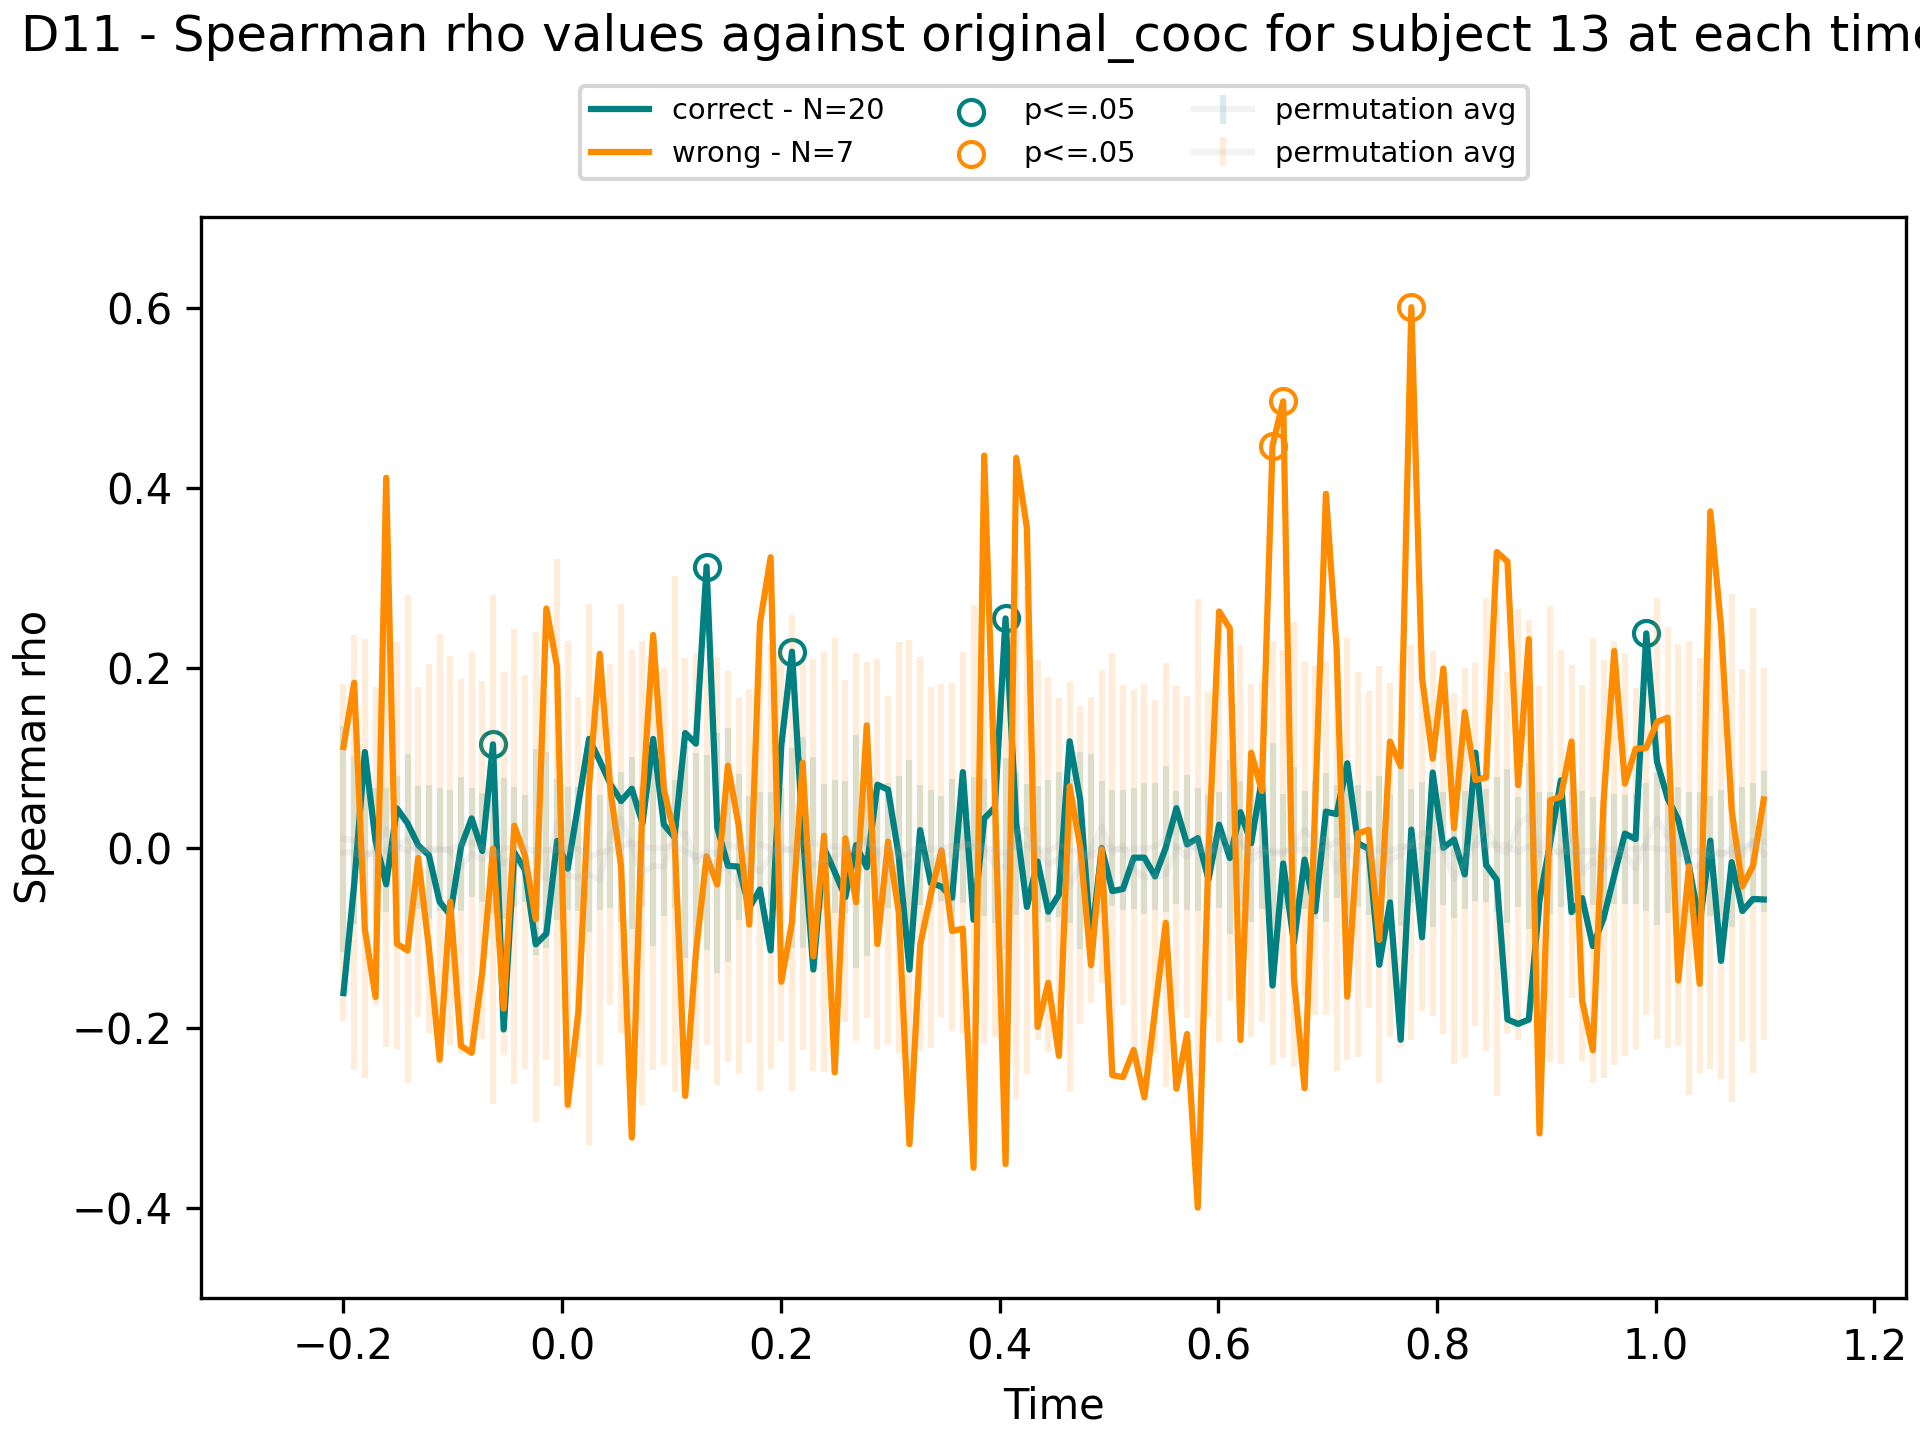 D11 - Spearman rho values against original_cooc for subject 13 at each time
correct - N=20 p<=.05 permutation avg
wrong - N=7 p<=.05 permutation avg
0.6
0.4
0.2
0.0
−0.2
−0.4
Spearman rho
−0.2 0.0 0.2 0.4 0.6 0.8 1.0 1.2
Time